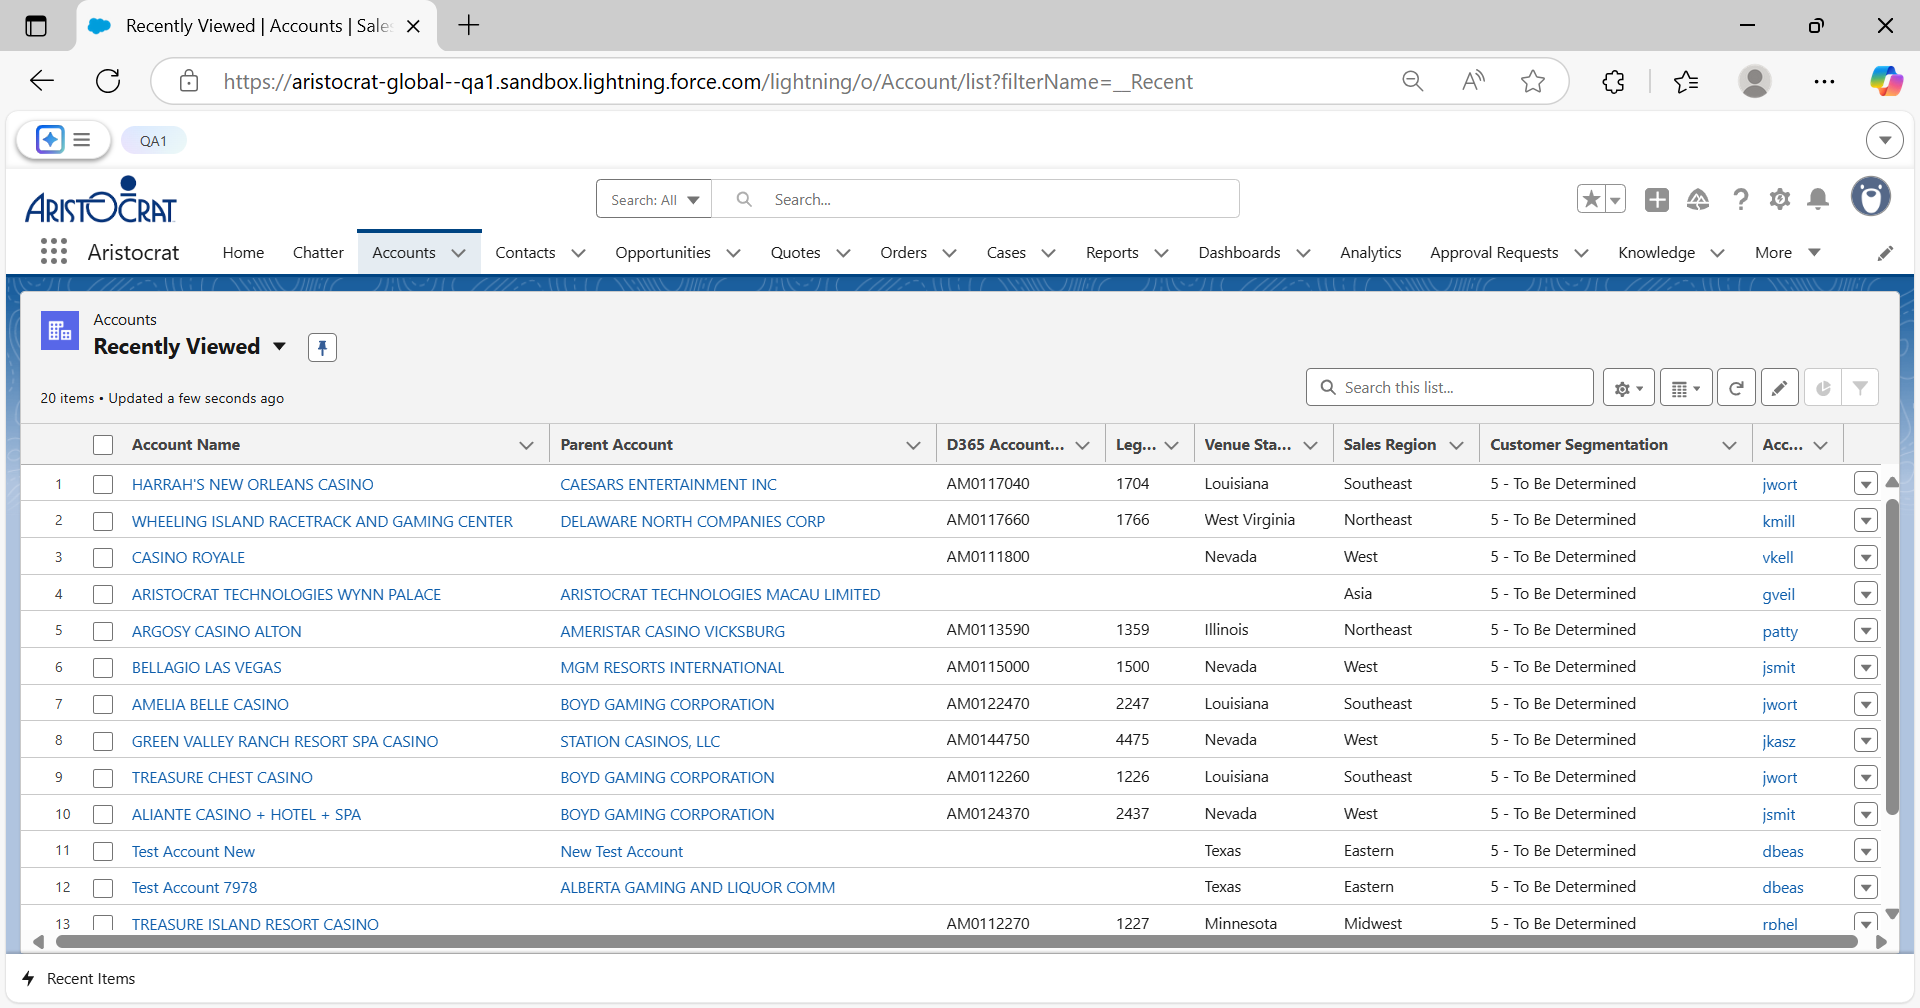 Recently Viewed | Accounts | Sales
https://aristocrat-global--qa1.sandbox.lightning.force.com/lightning/o/Account/list?filterName=__Recent
QA1
ARISTOCRAT
Search: All
Search...
Aristocrat
Home
Chatter
Accounts
Contacts
Opportunities
Quotes
Orders
Cases
Reports
Dashboards
Analytics
Approval Requests
Knowledge
More
Accounts
Recently Viewed
20 items • Updated a few seconds ago
Search this list...
Account Name Parent Account D365 Account... Leg... Venue Sta... Sales Region Customer Segmentation Acc...
1 HARRAH'S NEW ORLEANS CASINO CAESARS ENTERTAINMENT INC AM0117040 1704 Louisiana Southeast 5 - To Be Determined jwort
2 WHEELING ISLAND RACETRACK AND GAMING CENTER DELAWARE NORTH COMPANIES CORP AM0117660 1766 West Virginia Northeast 5 - To Be Determined kmill
3 CASINO ROYALE AM0111800 Nevada West 5 - To Be Determined vkell
4 ARISTOCRAT TECHNOLOGIES WYNN PALACE ARISTOCRAT TECHNOLOGIES MACAU LIMITED Asia 5 - To Be Determined gveil
5 ARGOSY CASINO ALTON AMERISTAR CASINO VICKSBURG AM0113590 1359 Illinois Northeast 5 - To Be Determined patty
6 BELLAGIO LAS VEGAS MGM RESORTS INTERNATIONAL AM0115000 1500 Nevada West 5 - To Be Determined jsmit
7 AMELIA BELLE CASINO BOYD GAMING CORPORATION AM0122470 2247 Louisiana Southeast 5 - To Be Determined jwort
8 GREEN VALLEY RANCH RESORT SPA CASINO STATION CASINOS, LLC AM0144750 4475 Nevada West 5 - To Be Determined jkasz
9 TREASURE CHEST CASINO BOYD GAMING CORPORATION AM0112260 1226 Louisiana Southeast 5 - To Be Determined jwort
10 ALIANTE CASINO + HOTEL + SPA BOYD GAMING CORPORATION AM0124370 2437 Nevada West 5 - To Be Determined jsmit
11 Test Account New New Test Account Texas Eastern 5 - To Be Determined dbeas
12 Test Account 7978 ALBERTA GAMING AND LIQUOR COMM Texas Eastern 5 - To Be Determined dbeas
13 TREASURE ISLAND RESORT CASINO AM0112270 1227 Minnesota Midwest 5 - To Be Determined rphel
Recent Items